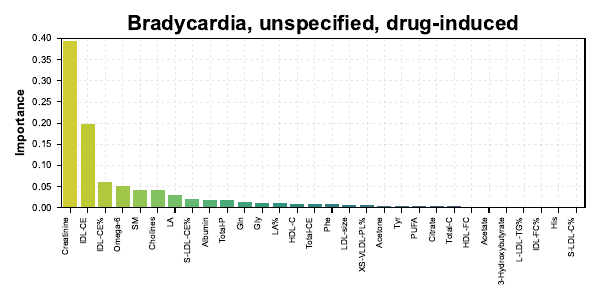 Bradycardia, unspecified, drug-induced
Importance
0.40
0.35
0.30
0.25
0.20
0.15
0.10
0.05
0.00
Creatinine
IDL-CE
IDL-CE%
Omega-6
SM
Cholines
LA
S-LDL-CE%
Albumin
Total-P
Gln
Gly
LA%
HDL-C
Total-CE
Phe
LDL-size
XS-VLDL-PL%
Acetone
Tyr
PUFA
Citrate
Total-C
HDL-FC
Acetate
3-Hydroxybutyrate
L-LDL-TG%
IDL-FC%
His
S-LDL-C%